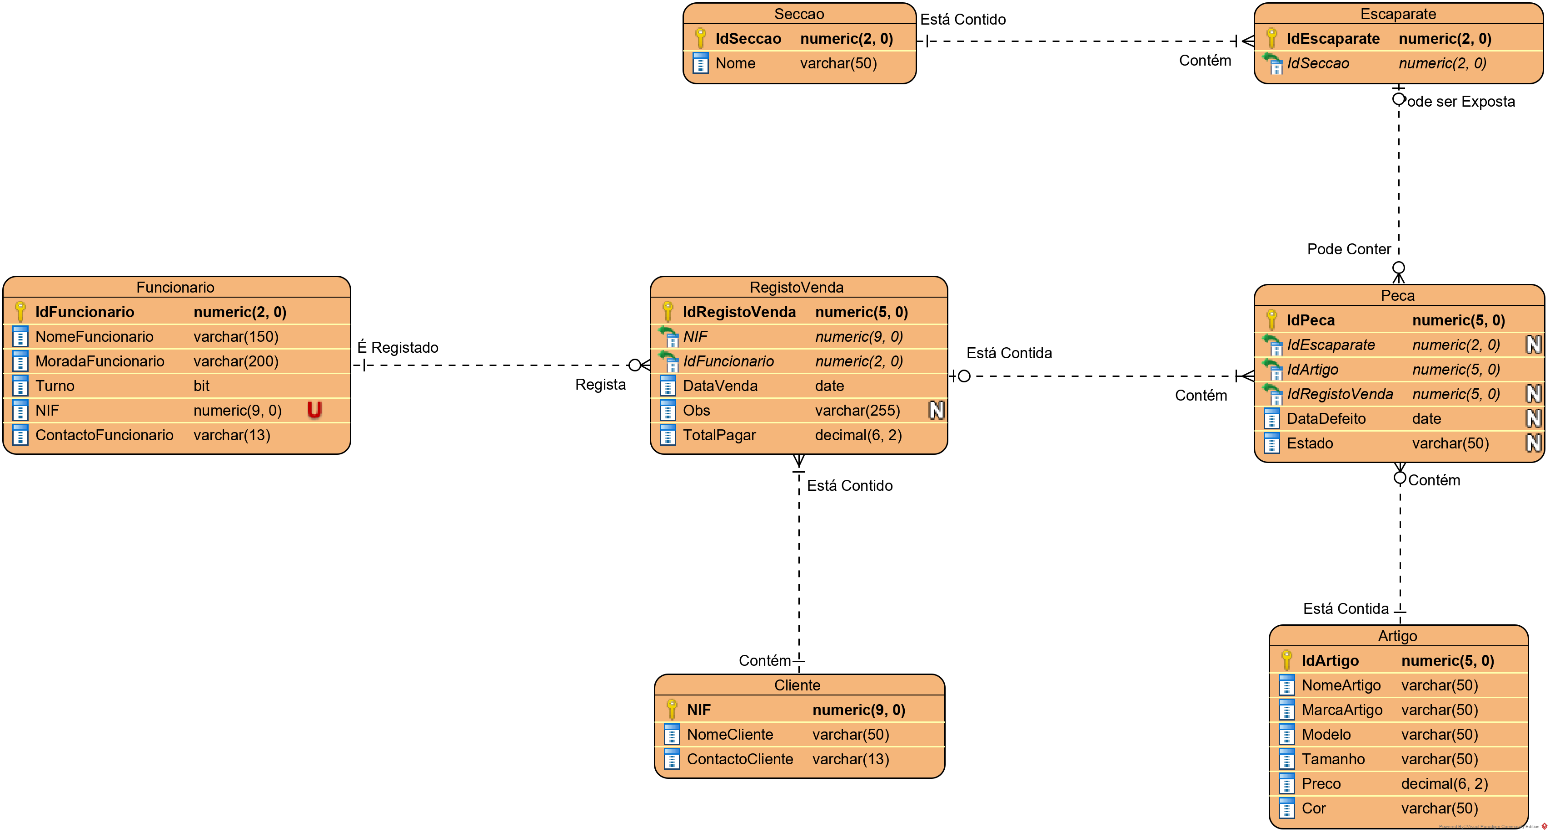 Seccao
IdSeccao numeric(2, 0)
Nome varchar(50)
Está Contido
Contém
Escaparate
IdEscaparate numeric(2, 0)
IdSeccao numeric(2, 0)
Pode ser Exposta
Pode Conter
Funcionario
IdFuncionario numeric(2, 0)
NomeFuncionario varchar(150)
MoradaFuncionario varchar(200)
Turno bit
NIF numeric(9, 0) U
ContactoFuncionario varchar(13)
É Registado
Regista
RegistoVenda
IdRegistoVenda numeric(5, 0)
NIF numeric(9, 0)
IdFuncionario numeric(2, 0)
DataVenda date
Obs varchar(255) N
TotalPagar decimal(6, 2)
Está Contida
Contém
Peca
IdPeca numeric(5, 0)
IdEscaparate numeric(2, 0) N
IdArtigo numeric(5, 0)
IdRegistoVenda numeric(5, 0) N
DataDefeito date N
Estado varchar(50) N
Está Contido
Contém
Cliente
NIF numeric(9, 0)
NomeCliente varchar(50)
ContactoCliente varchar(13)
Contém
Está Contida
Artigo
IdArtigo numeric(5, 0)
NomeArtigo varchar(50)
MarcaArtigo varchar(50)
Modelo varchar(50)
Tamanho varchar(50)
Preco decimal(6, 2)
Cor varchar(50)